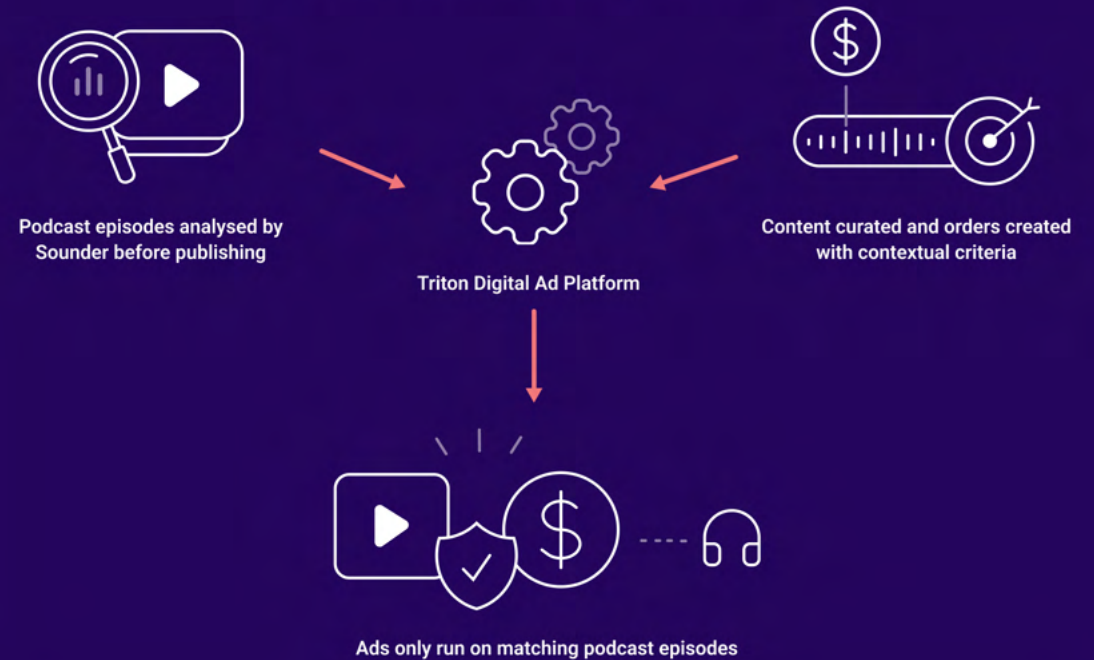 Podcast episodes analysed by
Sounder before publishing
Content curated and orders created
with contextual criteria
Triton Digital Ad Platform
Ads only run on matching podcast episodes